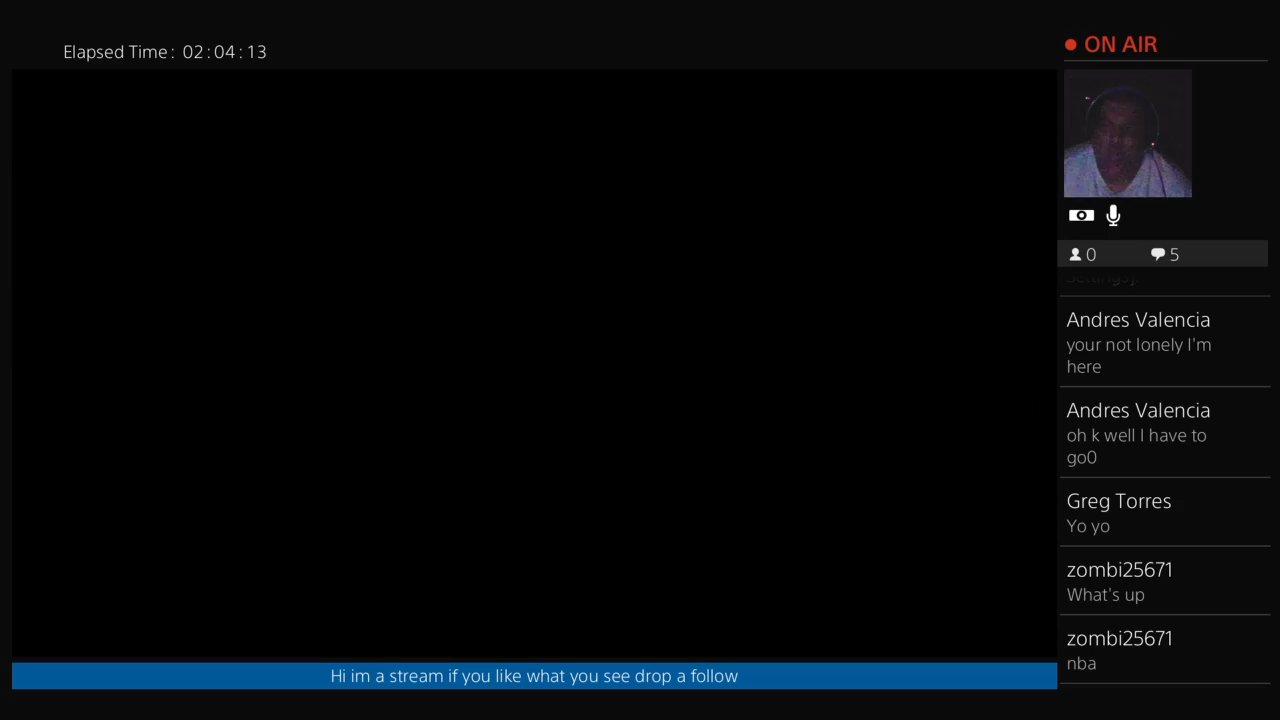 Elapsed Time: 02:04:13
ON AIR
0
5
Settings].
Andres Valencia
your not lonely I'm
here
Andres Valencia
oh k well I have to
go0
Greg Torres
Yo yo
zombi25671
What's up
zombi25671
nba
Hi im a stream if you like what you see drop a follow